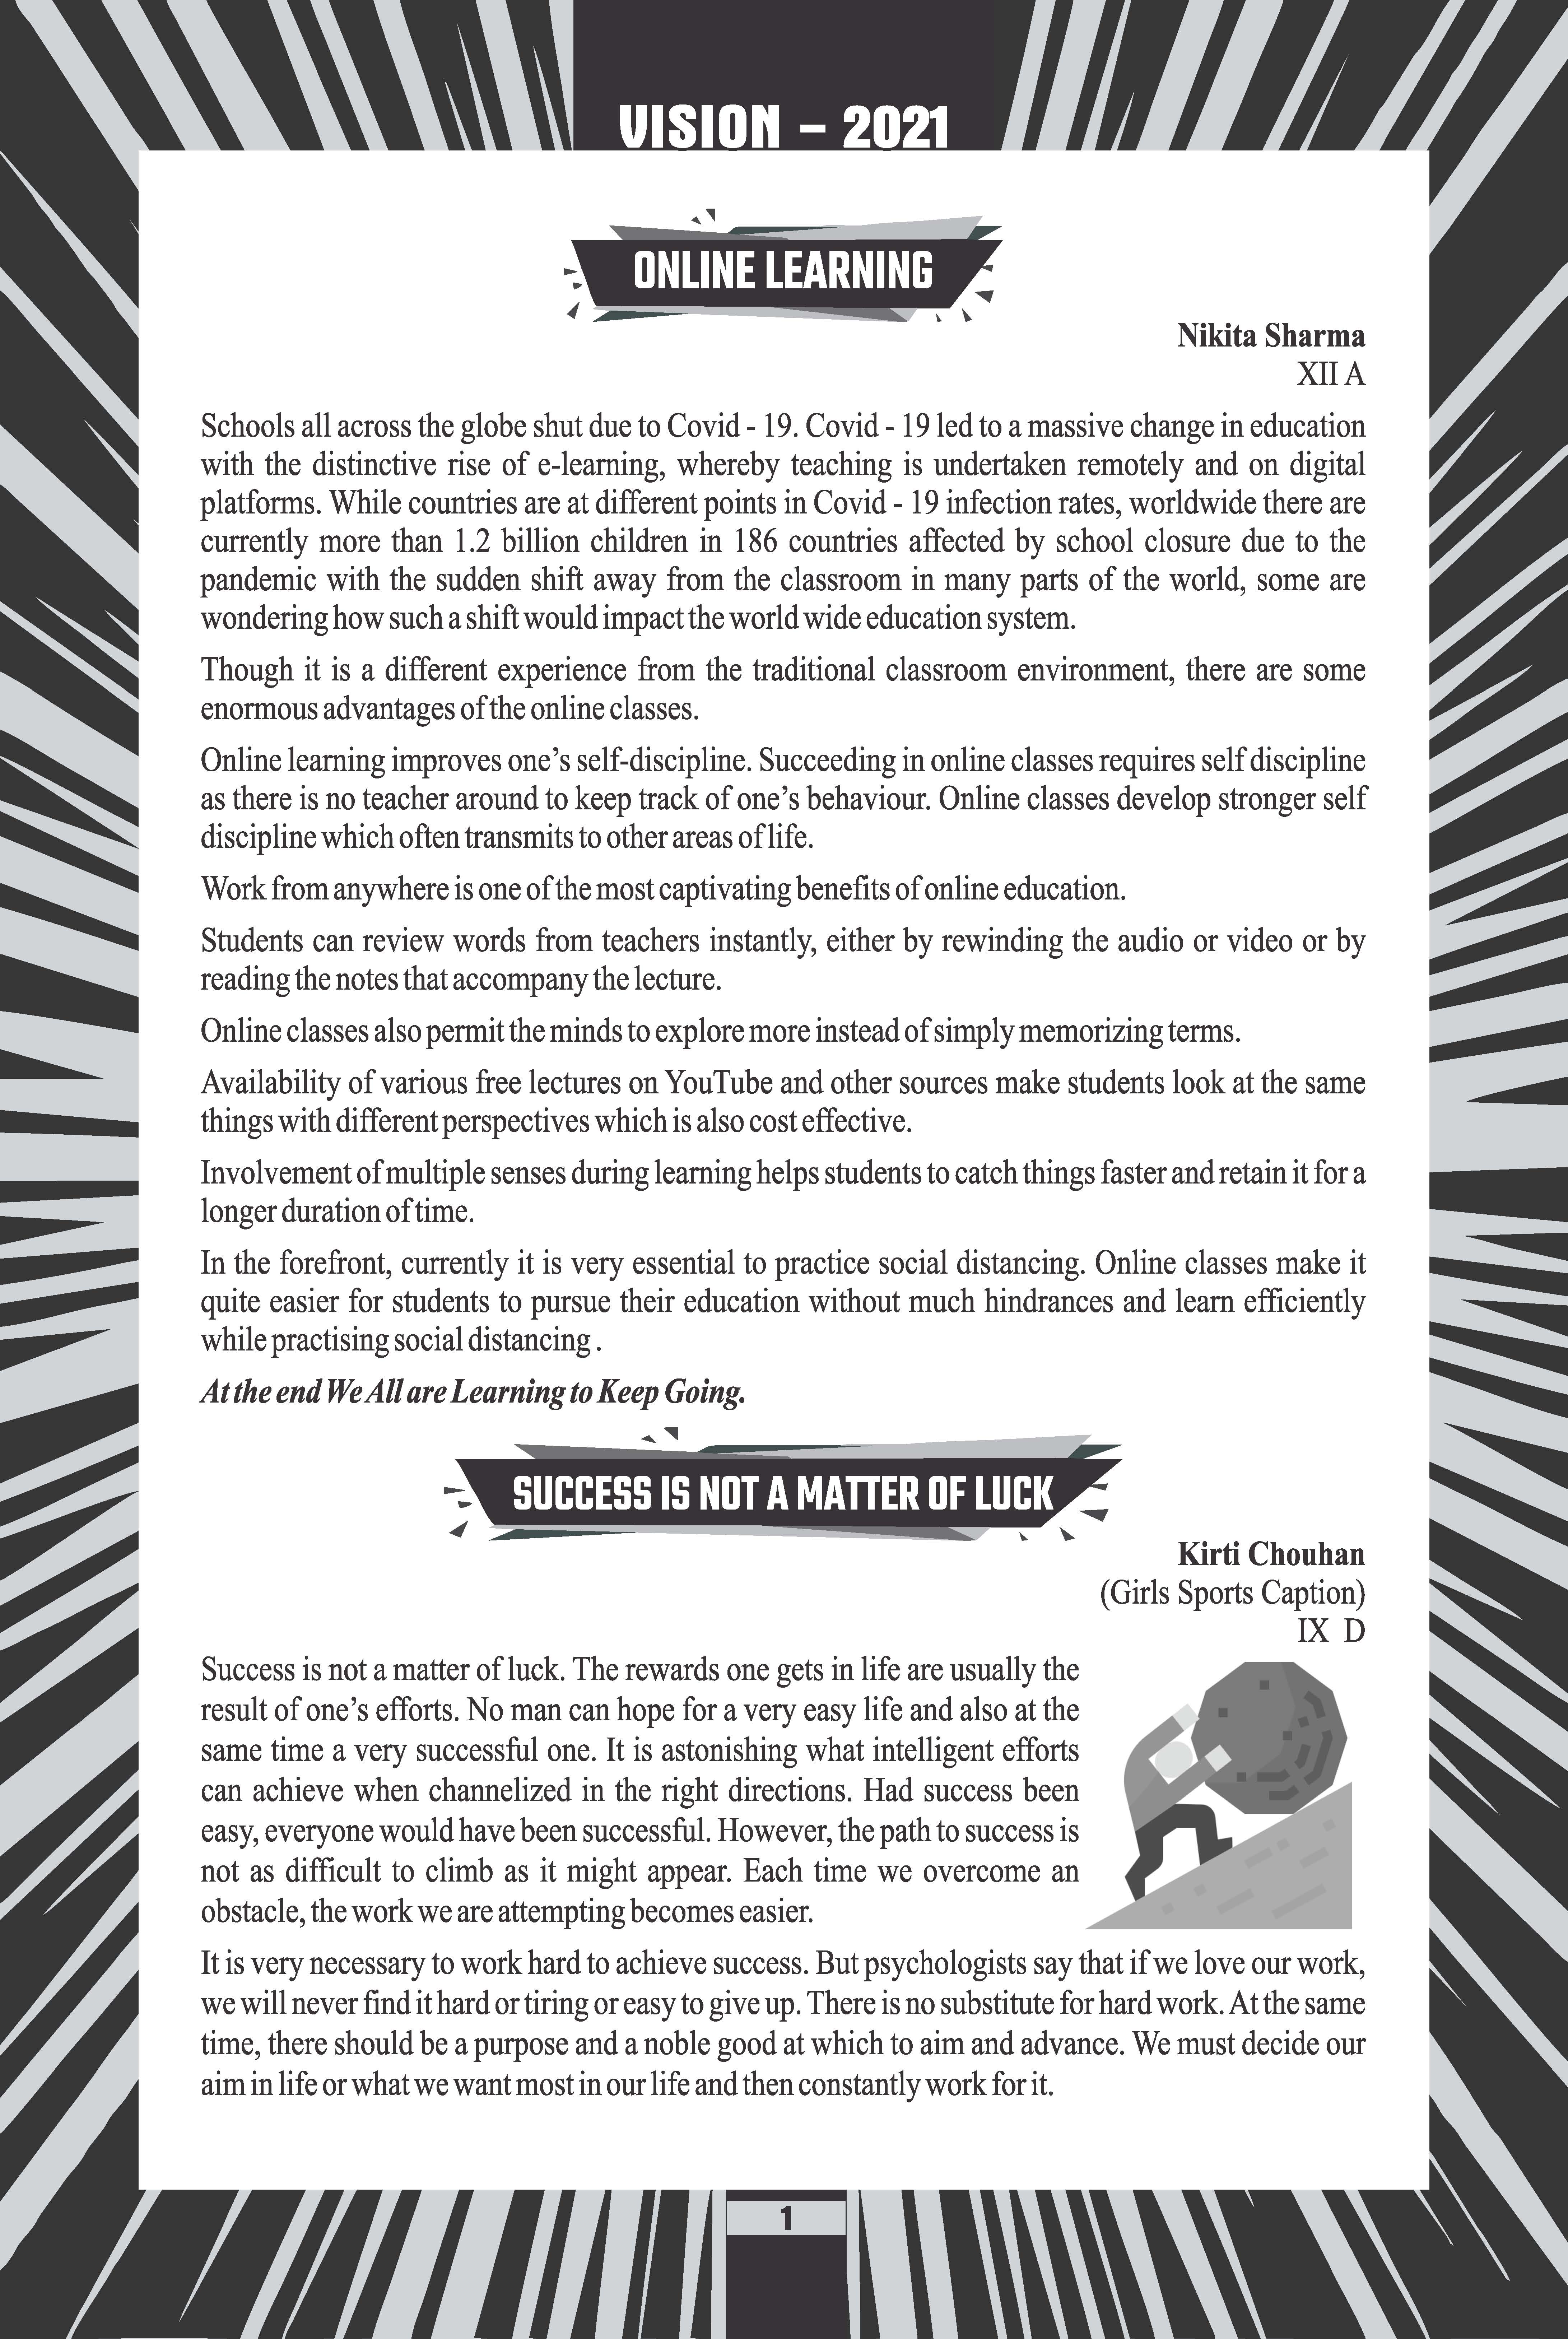 VISION – 2021
ONLINE LEARNING
Nikita Sharma
XII A
Schools all across the globe shut due to Covid - 19. Covid - 19 led to a massive change in education
with the distinctive rise of e-learning, whereby teaching is undertaken remotely and on digital
platforms. While countries are at different points in Covid - 19 infection rates, worldwide there are
currently more than 1.2 billion children in 186 countries affected by school closure due to the
pandemic with the sudden shift away from the classroom in many parts of the world, some are
wondering how such a shift would impact the world wide education system.
Though it is a different experience from the traditional classroom environment, there are some
enormous advantages of the online classes.
Online learning improves one’s self-discipline. Succeeding in online classes requires self discipline
as there is no teacher around to keep track of one’s behaviour. Online classes develop stronger self
discipline which often transmits to other areas of life.
Work from anywhere is one of the most captivating benefits of online education.
Students can review words from teachers instantly, either by rewinding the audio or video or by
reading the notes that accompany the lecture.
Online classes also permit the minds to explore more instead of simply memorizing terms.
Availability of various free lectures on YouTube and other sources make students look at the same
things with different perspectives which is also cost effective.
Involvement of multiple senses during learning helps students to catch things faster and retain it for a
longer duration of time.
In the forefront, currently it is very essential to practice social distancing. Online classes make it
quite easier for students to pursue their education without much hindrances and learn efficiently
while practising social distancing .
At the end We All are Learning to Keep Going.
SUCCESS IS NOT A MATTER OF LUCK
Kirti Chouhan
(Girls Sports Caption)
IX D
Success is not a matter of luck. The rewards one gets in life are usually the
result of one’s efforts. No man can hope for a very easy life and also at the
same time a very successful one. It is astonishing what intelligent efforts
can achieve when channelized in the right directions. Had success been
easy, everyone would have been successful. However, the path to success is
not as difficult to climb as it might appear. Each time we overcome an
obstacle, the work we are attempting becomes easier.
It is very necessary to work hard to achieve success. But psychologists say that if we love our work,
we will never find it hard or tiring or easy to give up. There is no substitute for hard work. At the same
time, there should be a purpose and a noble good at which to aim and advance. We must decide our
aim in life or what we want most in our life and then constantly work for it.
1